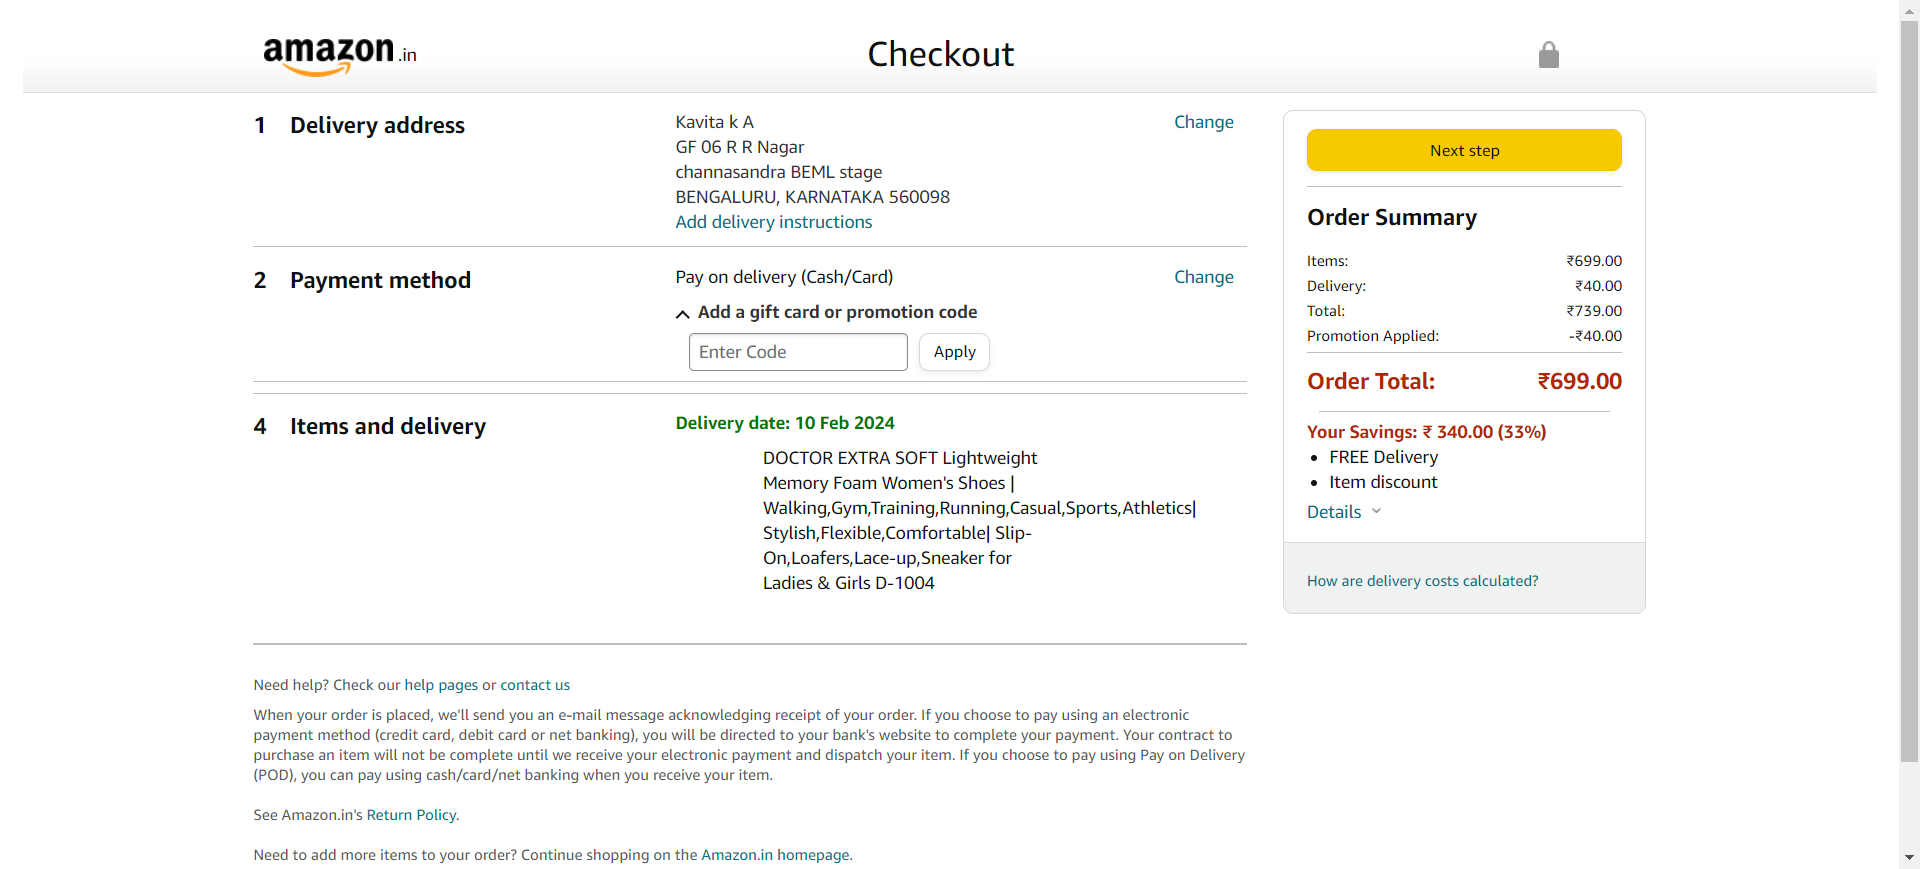 amazon.in
Checkout
1 Delivery address
Kavita k A
GF 06 R R Nagar
channasandra BEML stage
BENGALURU, KARNATAKA 560098
Add delivery instructions
Change
2 Payment method
Pay on delivery (Cash/Card)
Change
Add a gift card or promotion code
Enter Code
Apply
4 Items and delivery
Delivery date: 10 Feb 2024
DOCTOR EXTRA SOFT Lightweight
Memory Foam Women's Shoes |
Walking,Gym,Training,Running,Casual,Sports,Athletics|
Stylish,Flexible,Comfortable| Slip-
On,Loafers,Lace-up,Sneaker for
Ladies & Girls D-1004
Next step
Order Summary
Items: ₹699.00
Delivery: ₹40.00
Total: ₹739.00
Promotion Applied: -₹40.00
Order Total: ₹699.00
Your Savings: ₹ 340.00 (33%)
• FREE Delivery
• Item discount
Details
How are delivery costs calculated?
Need help? Check our help pages or contact us
When your order is placed, we'll send you an e-mail message acknowledging receipt of your order. If you choose to pay using an electronic
payment method (credit card, debit card or net banking), you will be directed to your bank's website to complete your payment. Your contract to
purchase an item will not be complete until we receive your electronic payment and dispatch your item. If you choose to pay using Pay on Delivery
(POD), you can pay using cash/card/net banking when you receive your item.
See Amazon.in's Return Policy.
Need to add more items to your order? Continue shopping on the Amazon.in homepage.